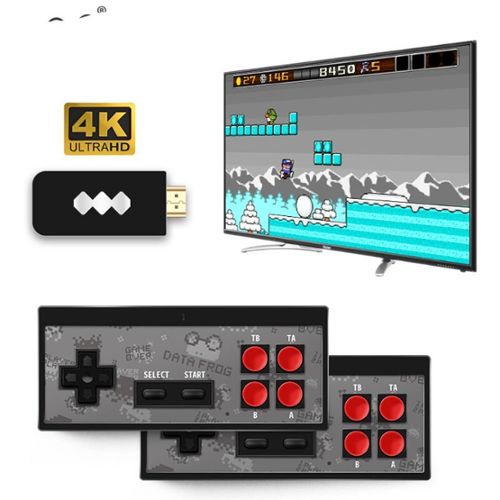 ®
4K
ULTRAHD
27 146 8450 5
TB TA
GAME
OVER
DATA FROG
SELECT START
B A
TB TA
B A